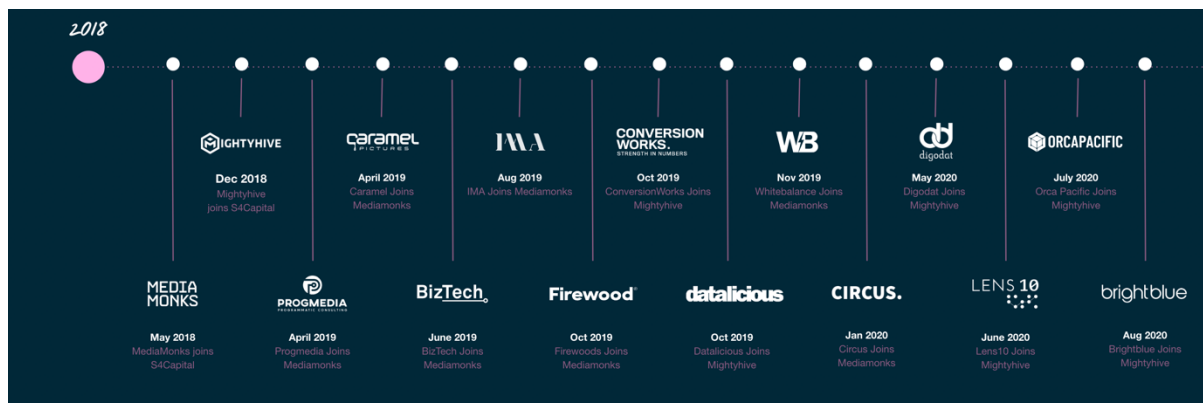 2018
MIGHTYHIVE
Dec 2018
Mightyhive
joins S4Capital
caramel
PICTURES
April 2019
Caramel Joins
Mediamonks
IMA
Aug 2019
IMA Joins Mediamonks
CONVERSION
WORKS.
STRENGTH IN NUMBERS
Oct 2019
ConversionWorks Joins
Mightyhive
WB
Nov 2019
Whitebalance Joins
Mediamonks
digodat
May 2020
Digodat Joins
Mightyhive
ORCAPACIFIC
July 2020
Orca Pacific Joins
Mightyhive
MEDIA
MONKS
May 2018
MediaMonks joins
S4Capital
PROGMEDIA
PROGRAMMATIC CONSULTING
April 2019
Progmedia Joins
Mediamonks
BizTech
June 2019
BizTech Joins
Mediamonks
Firewood
Oct 2019
Firewoods Joins
Mediamonks
datalicious
Oct 2019
Datalicious Joins
Mightyhive
CIRCUS.
Jan 2020
Circus Joins
Mediamonks
LENS 10
June 2020
Lens10 Joins
Mightyhive
brightblue
Aug 2020
Brightblue Joins
Mightyhive